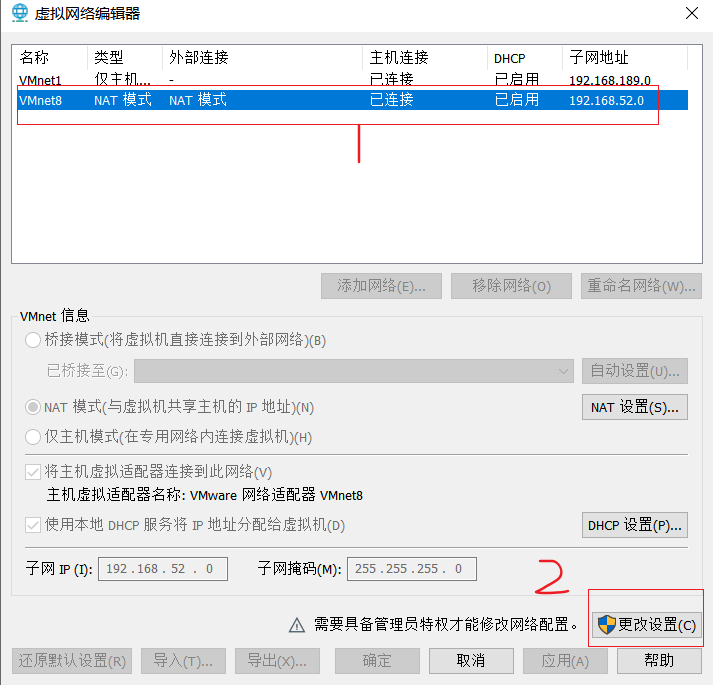 虚拟网络编辑器
名称 类型 外部连接 主机连接 DHCP 子网地址
VMnet1 仅主机... - 已连接 已启用 192.168.189.0
VMnet8 NAT 模式 NAT 模式 已连接 已启用 192.168.52.0
1
添加网络(E)... 移除网络(O) 重命名网络(W)...
VMnet 信息
桥接模式(将虚拟机直接连接到外部网络)(B)
已桥接至(G): 自动设置(U)...
NAT 模式(与虚拟机共享主机的 IP 地址)(N) NAT 设置(S)...
仅主机模式(在专用网络内连接虚拟机)(H)
将主机虚拟适配器连接到此网络(V)
主机虚拟适配器名称: VMware 网络适配器 VMnet8
使用本地 DHCP 服务将 IP 地址分配给虚拟机(D) DHCP 设置(P)...
子网 IP (I): 192 . 168 . 52 . 0 子网掩码(M): 255 . 255 . 255 . 0
2
需要具备管理员特权才能修改网络配置。 更改设置(C)
还原默认设置(R) 导入(T)... 导出(X)... 确定 取消 应用(A) 帮助